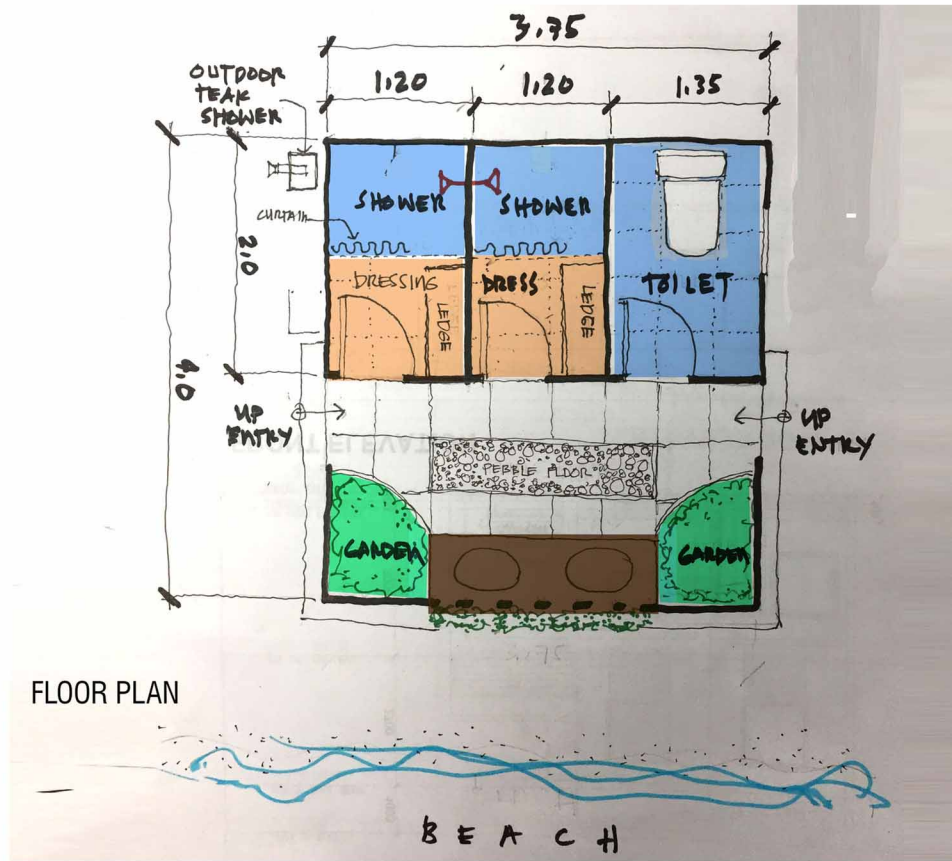 3.75
1.20 1.20 1.35
OUTDOOR
TEAK
SHOWER
SHOWER SHOWER
CURTAIN
2.0
DRESSING DRESS TOILET
LEDGE LEDGE
4.0
UP
ENTRY
UP
ENTRY
PEBBLE FLOOR
GARDEN GARDEN
FLOOR PLAN
BEACH